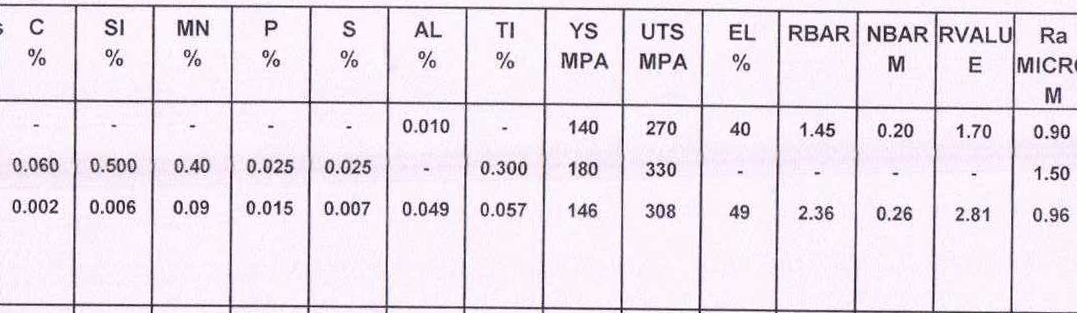 s C SI MN P S AL TI YS UTS EL RBAR NBAR RVALU Ra
% % % % % % % MPA MPA % M E MICRO
M
- - - - - 0.010 - 140 270 40 1.45 0.20 1.70 0.90
0.060 0.500 0.40 0.025 0.025 - 0.300 180 330 - - - - 1.50
0.002 0.006 0.09 0.015 0.007 0.049 0.057 146 308 49 2.36 0.26 2.81 0.96